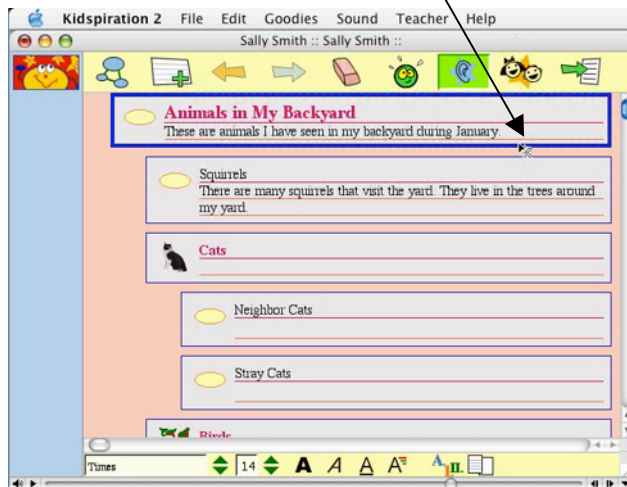 Kidspiration 2 File Edit Goodies Sound Teacher Help
Sally Smith :: Sally Smith ::
Animals in My Backyard
These are animals I have seen in my backyard during January.
Squirrels
There are many squirrels that visit the yard. They live in the trees around
my yard.
Cats
Neighbor Cats
Stray Cats
Birds
Times 14 A A A A A II.